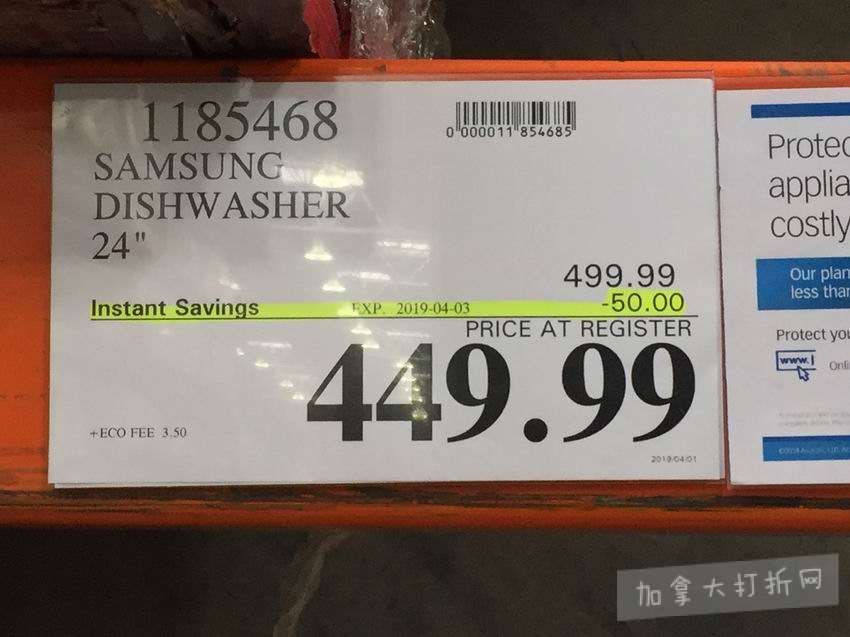 1185468
0 000011 854685
SAMSUNG
DISHWASHER
24"
499.99
Instant Savings EXP. 2019-04-03 -50.00
PRICE AT REGISTER
449.99
+ECO FEE 3.50
2019/04/01
Protec
applia
costly
Our plan
less than
Protect you
www.
Onli
加拿大打折网